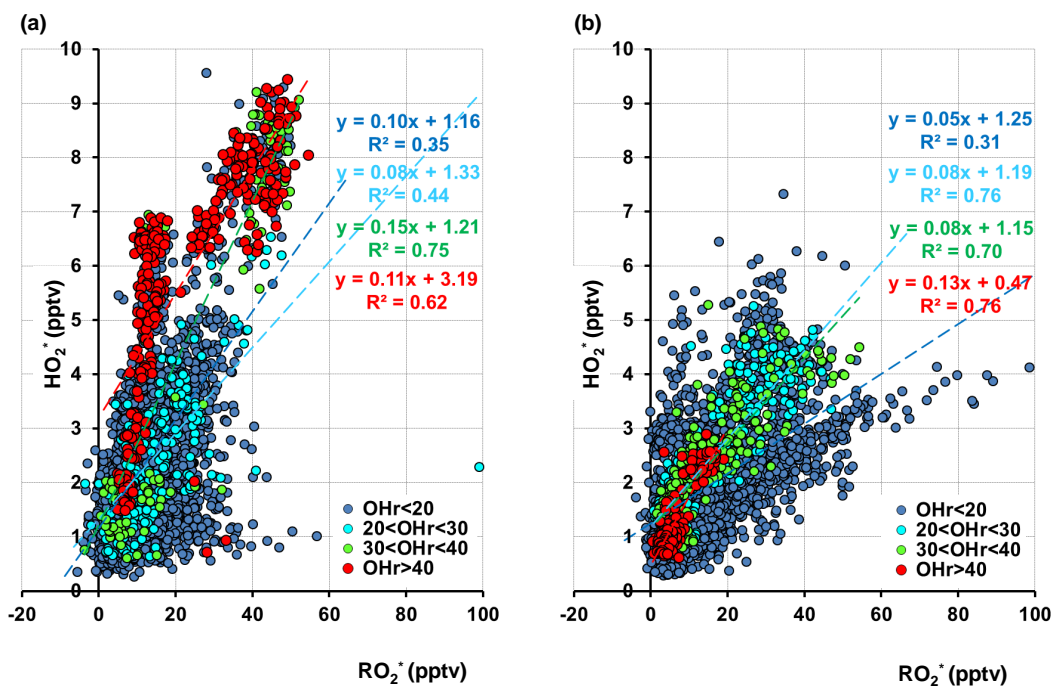 (a)
10
9
8
7
6
5
4
3
2
1
0
-20
0
20
40
60
80
100
HO₂* (pptv)
RO₂* (pptv)
y = 0.10x + 1.16
R² = 0.35
y = 0.08x + 1.33
R² = 0.44
y = 0.15x + 1.21
R² = 0.75
y = 0.11x + 3.19
R² = 0.62
OHr<20
20<OHr<30
30<OHr<40
OHr>40
(b)
10
9
8
7
6
5
4
3
2
1
0
-20
0
20
40
60
80
100
HO₂* (pptv)
RO₂* (pptv)
y = 0.05x + 1.25
R² = 0.31
y = 0.08x + 1.19
R² = 0.76
y = 0.08x + 1.15
R² = 0.70
y = 0.13x + 0.47
R² = 0.76
OHr<20
20<OHr<30
30<OHr<40
OHr>40